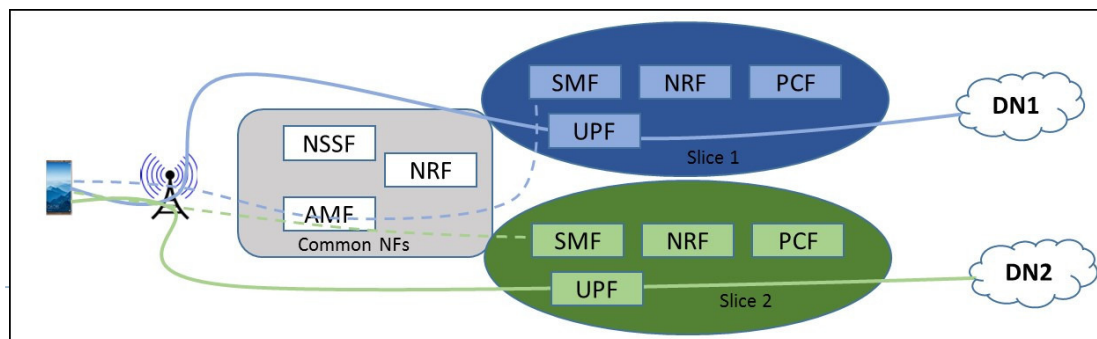 SMF
NRF
PCF
UPF
Slice 1
DN1
NSSF
NRF
AMF
Common NFs
SMF
NRF
PCF
UPF
Slice 2
DN2